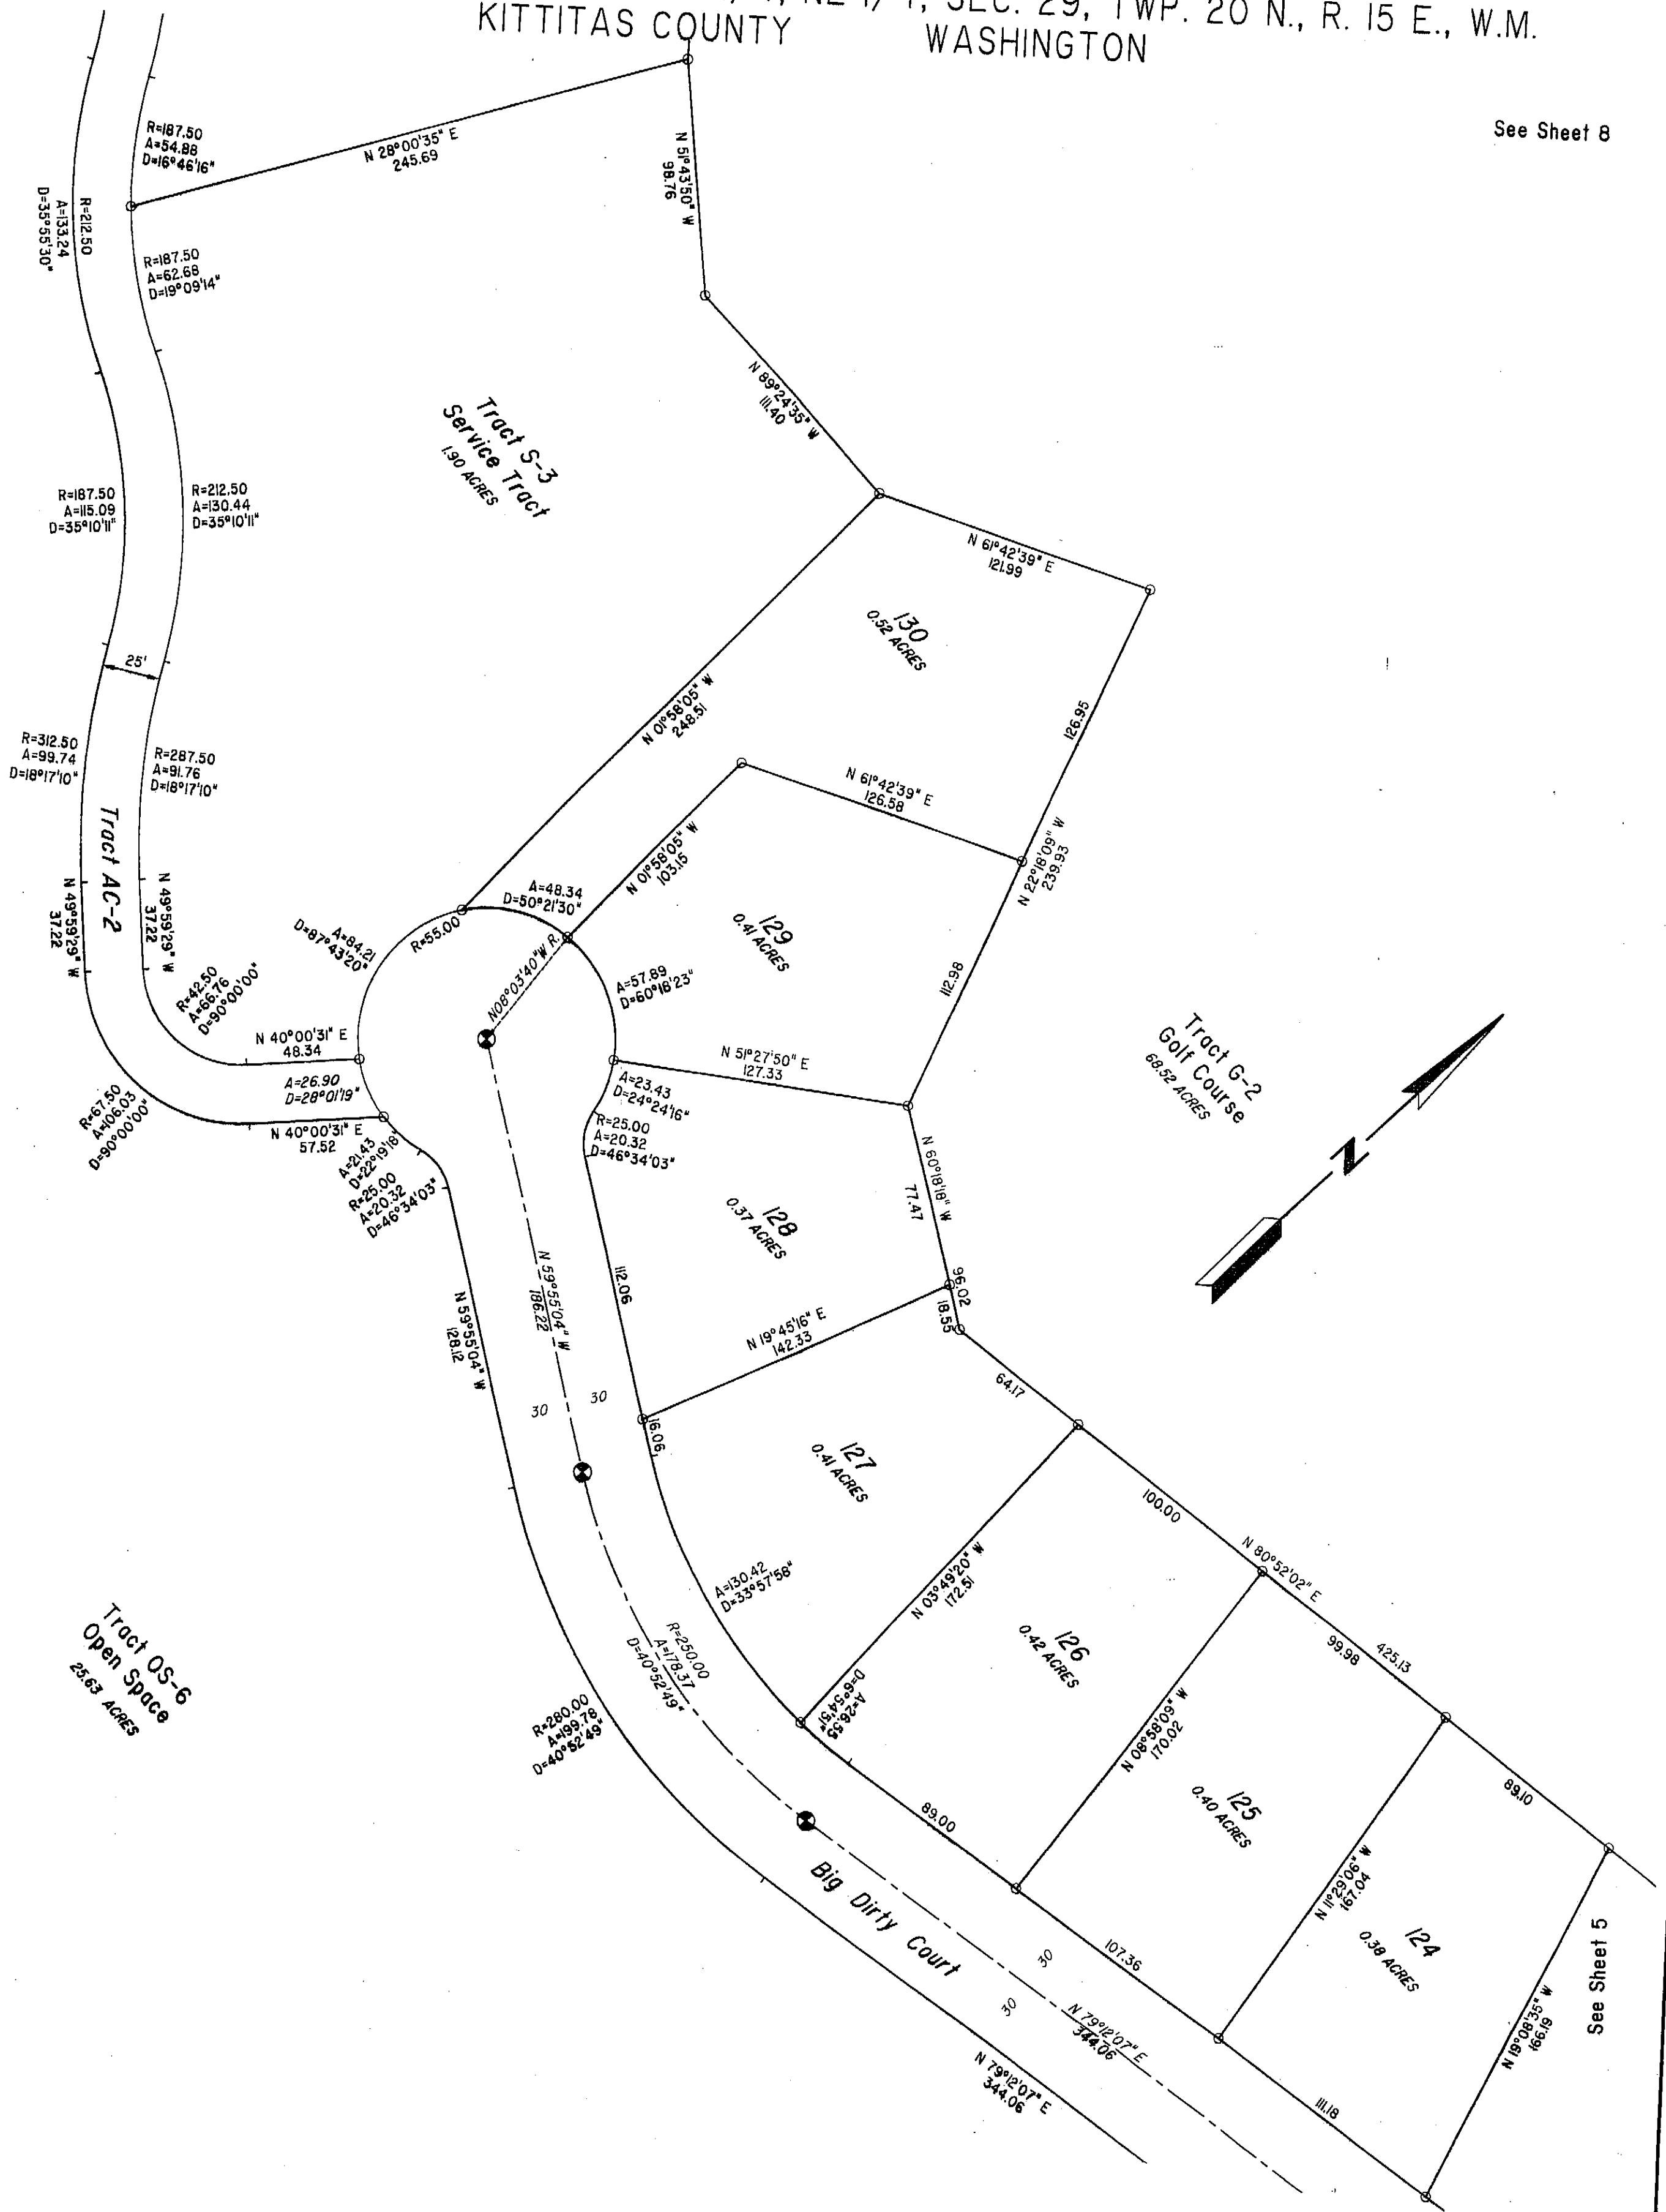 SEC. 29, TWP. 20 N., R. 15 E., W.M.
KITTITAS COUNTY WASHINGTON
See Sheet 8
R=187.50
A=54.88
D=16°46'16"
N 28°00'35" E
245.69
N 51°43'50" W
98.76
R=212.50
A=133.24
D=35°55'30"
R=187.50
A=62.68
D=19°09'14"
N 89°24'35" W
111.40
Tract S-3
Service Tract
1.90 ACRES
R=187.50
A=115.09
D=35°10'11"
R=212.50
A=130.44
D=35°10'11"
N 61°42'39" E
121.99
130
0.52 ACRES
25'
N 01°58'05" W
248.51
126.95
R=312.50
A=99.74
D=18°17'10"
R=287.50
A=91.76
D=18°17'10"
N 61°42'39" E
126.58
N 22°18'09" W
239.93
Tract AC-2
N 01°58'05" W
103.15
N 49°59'29" W
37.22
N 49°59'29" W
37.22
A=48.34
D=50°21'30"
A=84.21
D=87°43'20"
R=55.00
129
0.41 ACRES
N08°03'40"W R.
A=57.89
D=60°18'23"
112.98
R=42.50
A=66.76
D=90°00'00"
N 40°00'31" E
48.34
N 51°27'50" E
127.33
Tract G-2
Golf Course
68.52 ACRES
N
A=26.90
D=28°01'19"
A=23.43
D=24°24'16"
R=67.50
A=106.03
D=90°00'00"
N 40°00'31" E
57.52
R=25.00
A=20.32
D=46°34'03"
A=21.43
D=22°19'18"
R=25.00
A=20.32
D=46°34'03"
N 60°18'18" W
77.47
96.02
18.55
128
0.37 ACRES
N 59°55'04" W
186.22
112.06
N 59°55'04" W
128.12
N 19°45'16" E
142.33
30
30
16.06
64.17
127
0.41 ACRES
100.00
N 80°52'02" E
425.13
99.98
A=130.42
D=33°57'58"
N 03°49'20" W
172.51
126
0.42 ACRES
Tract OS-6
Open Space
25.63 ACRES
R=250.00
A=178.37
D=40°52'49"
R=280.00
A=199.78
D=40°52'49"
A=26.55
D=6°54'51"
N 08°58'09" W
170.02
125
0.40 ACRES
89.10
89.00
Big Dirty Court
N 11°29'06" W
167.04
124
0.38 ACRES
107.36
30
30
N 79°12'07" E
344.06
N 79°12'07" E
344.06
N 19°08'35" W
166.19
See Sheet 5
111.18